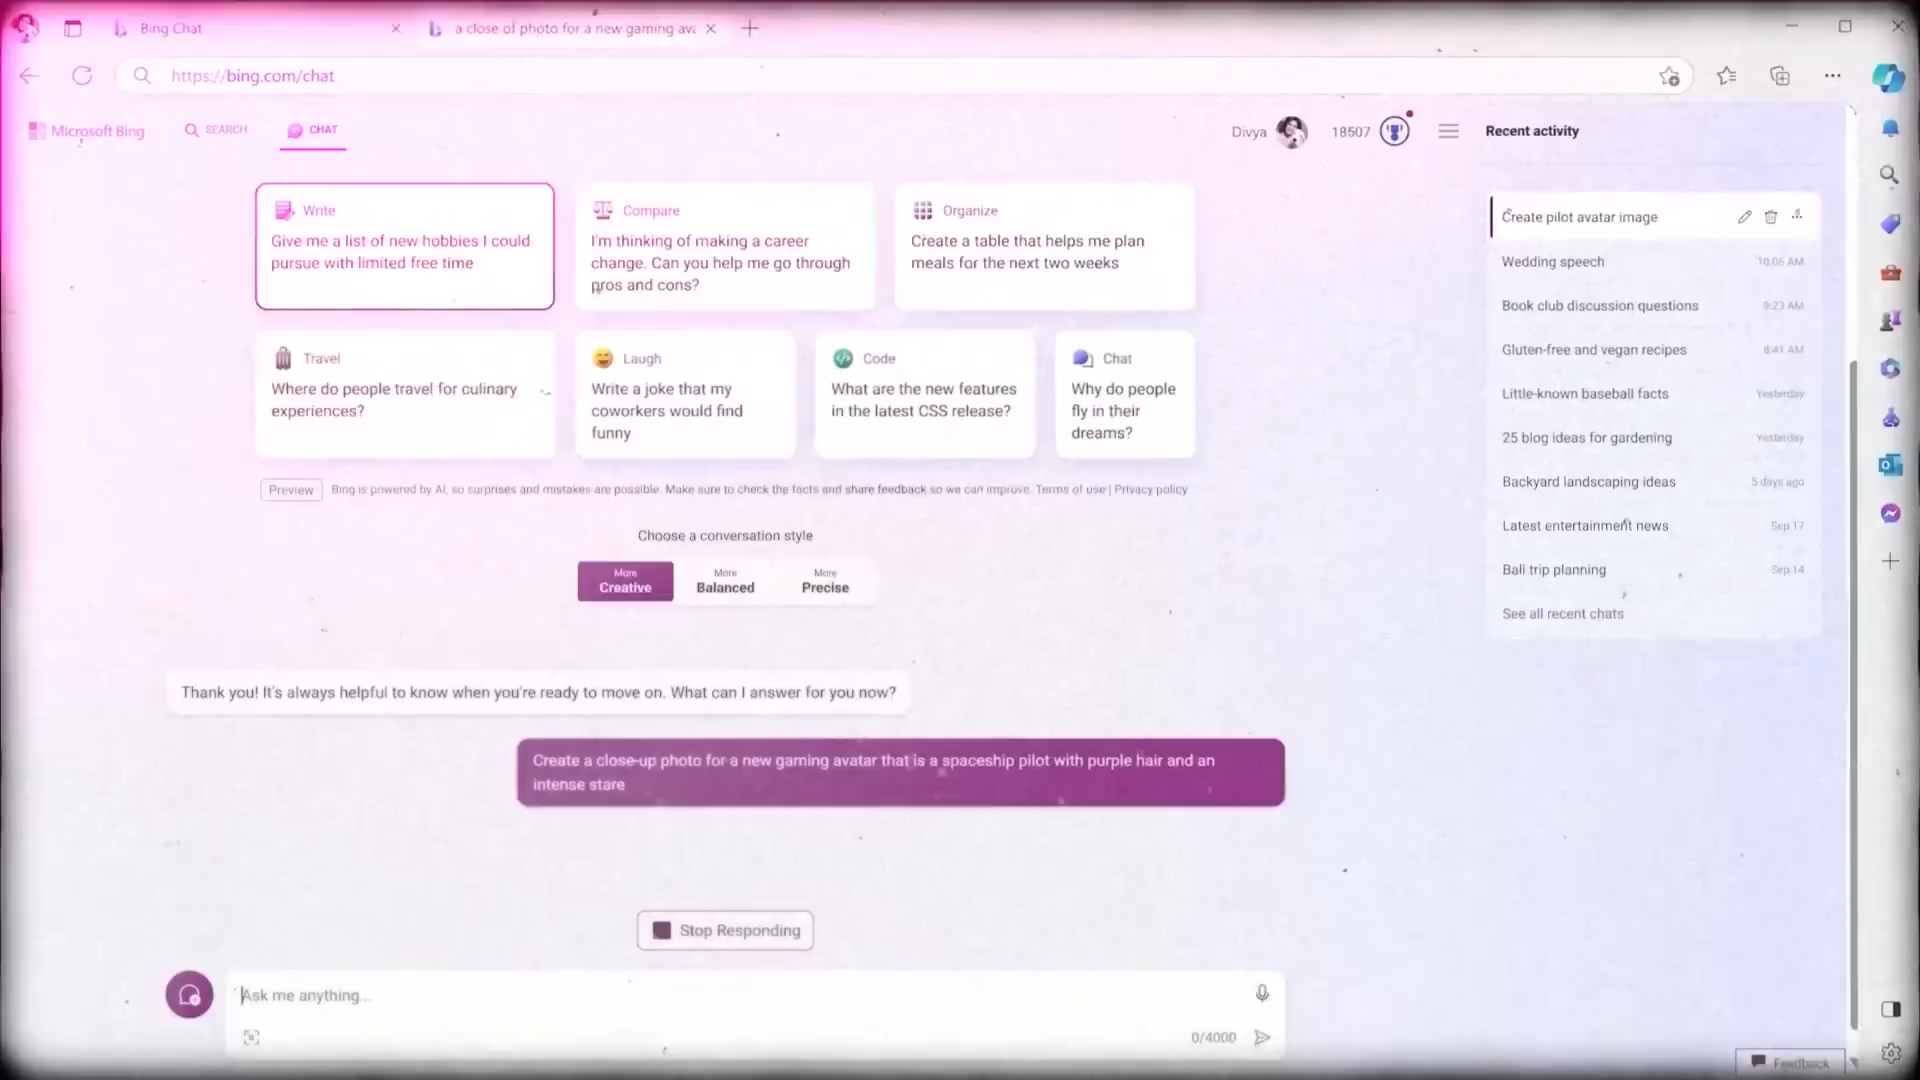 Bing Chat
a close of photo for a new gaming ava
https://bing.com/chat
Microsoft Bing
SEARCH
CHAT
Divya
18507
Recent activity
Write
Give me a list of new hobbies I could
pursue with limited free time
Compare
I'm thinking of making a career
change. Can you help me go through
pros and cons?
Organize
Create a table that helps me plan
meals for the next two weeks
Travel
Where do people travel for culinary
experiences?
Laugh
Write a joke that my
coworkers would find
funny
Code
What are the new features
in the latest CSS release?
Chat
Why do people
fly in their
dreams?
Preview
Bing is powered by AI, so surprises and mistakes are possible. Make sure to check the facts and share feedback so we can improve. Terms of use | Privacy policy
Choose a conversation style
More
Creative
More
Balanced
More
Precise
Thank you! It's always helpful to know when you're ready to move on. What can I answer for you now?
Create a close-up photo for a new gaming avatar that is a spaceship pilot with purple hair and an
intense stare
Stop Responding
Ask me anything...
0/4000
Create pilot avatar image
Wedding speech 10:06 AM
Book club discussion questions 9:23 AM
Gluten-free and vegan recipes 8:41 AM
Little-known baseball facts Yesterday
25 blog ideas for gardening Yesterday
Backyard landscaping ideas 5 days ago
Latest entertainment news Sep 17
Bali trip planning Sep 14
See all recent chats
Feedback